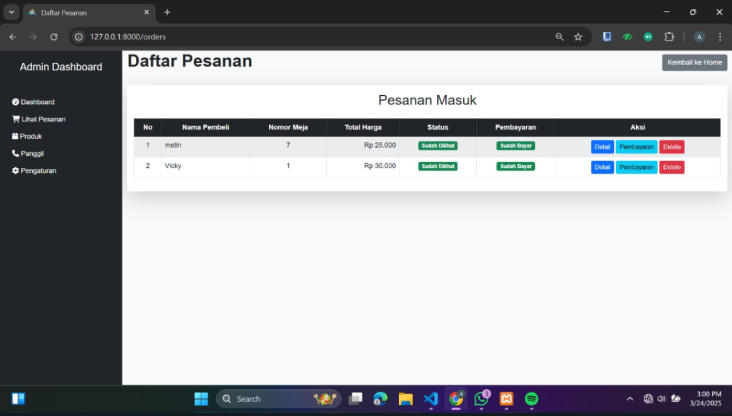 Daftar Pesanan
127.0.0.1:8000/orders
Admin Dashboard
Dashboard
Lihat Pesanan
Produk
Panggil
Pengaturan
Daftar Pesanan
Kembali ke Home
Pesanan Masuk
No Nama Pembeli Nomor Meja Total Harga Status Pembayaran Aksi
1 melin 7 Rp 25.000 Sudah Dilihat Sudah Bayar Detail Pembayaran Delete
2 Vicky 1 Rp 30.000 Sudah Dilihat Sudah Bayar Detail Pembayaran Delete
Search
3:00 PM
3/24/2025